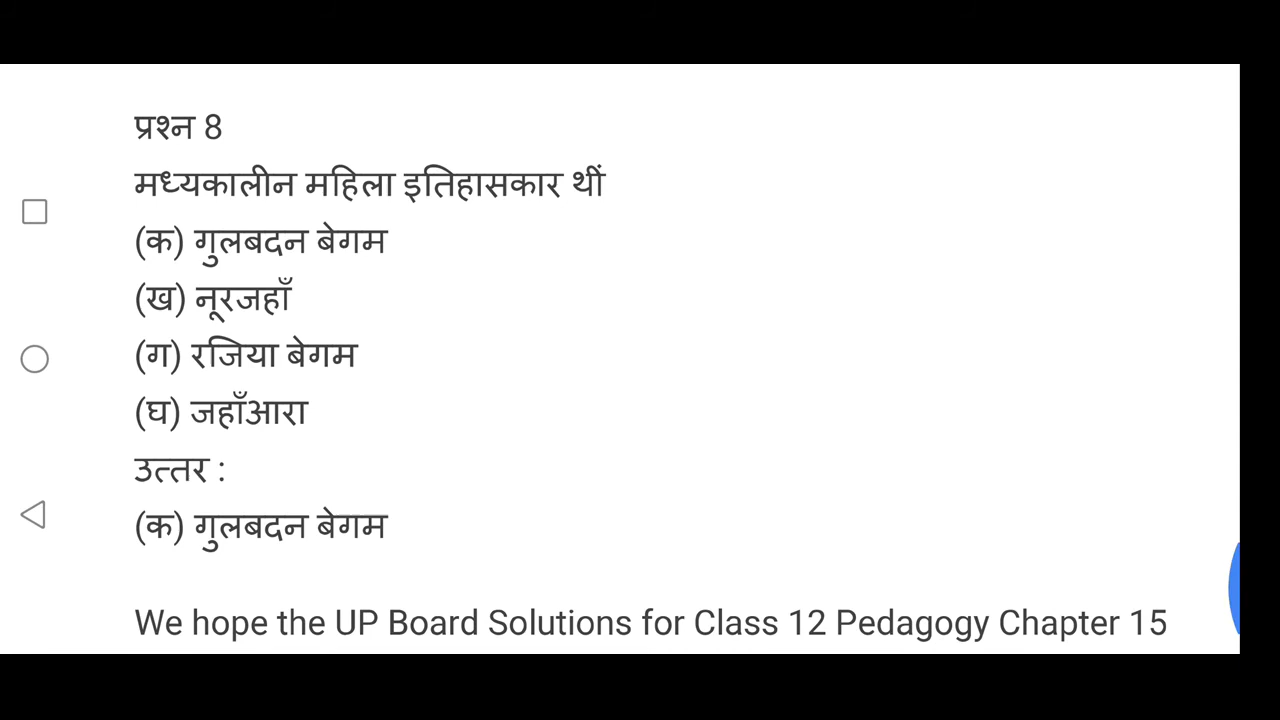 प्रश्न 8
मध्यकालीन महिला इतिहासकार थीं
(क) गुलबदन बेगम
(ख) नूरजहाँ
(ग) रजिया बेगम
(घ) जहाँआरा
उत्तर :
(क) गुलबदन बेगम
We hope the UP Board Solutions for Class 12 Pedagogy Chapter 15